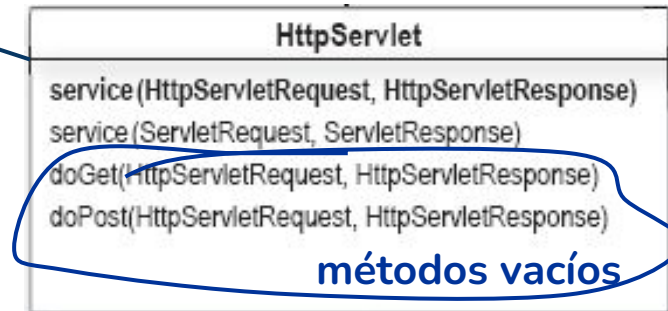 HttpServlet
service(HttpServletRequest, HttpServletResponse)
service(ServletRequest, ServletResponse)
doGet(HttpServletRequest, HttpServletResponse)
doPost(HttpServletRequest, HttpServletResponse)
métodos vacíos